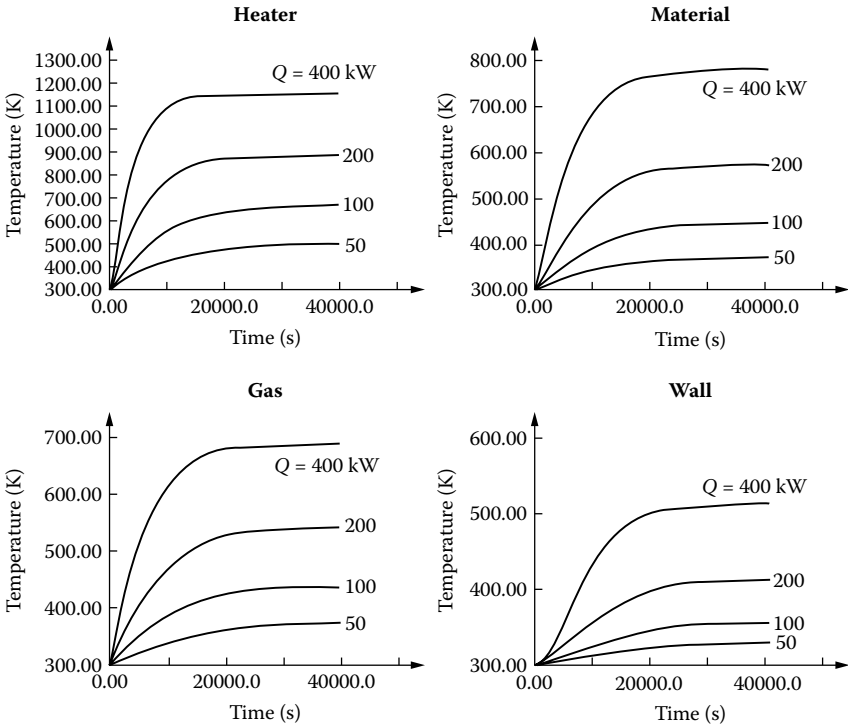 Heater
Temperature (K)
1300.00
1200.00
1100.00
1000.00
900.00
800.00
700.00
600.00
500.00
400.00
300.00
Q = 400 kW
200
100
50
0.00 20000.0 40000.0
Time (s)
Material
Temperature (K)
800.00
700.00
600.00
500.00
400.00
300.00
Q = 400 kW
200
100
50
0.00 20000.0 40000.0
Time (s)
Gas
Temperature (K)
700.00
600.00
500.00
400.00
300.00
Q = 400 kW
200
100
50
0.00 20000.0 40000.0
Time (s)
Wall
Temperature (K)
600.00
500.00
400.00
300.00
Q = 400 kW
200
100
50
0.00 20000.0 40000.0
Time (s)